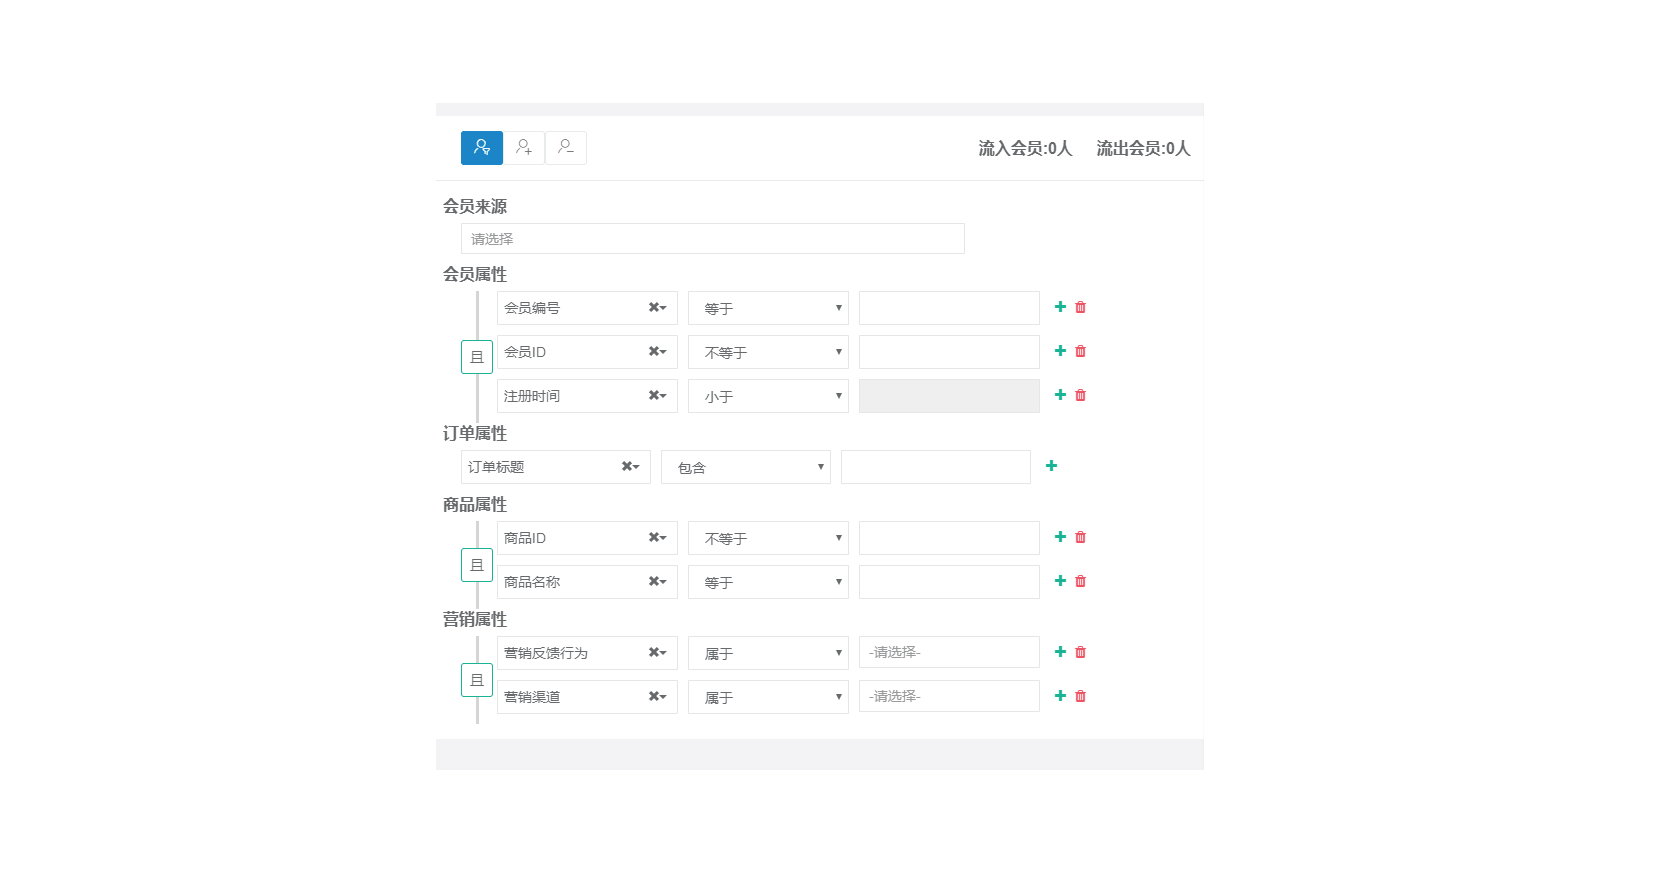 流入会员:0人 流出会员:0人
会员来源
请选择
会员属性
会员编号 等于
且
会员ID 不等于
注册时间 小于
订单属性
订单标题 包含
商品属性
商品ID 不等于
且
商品名称 等于
营销属性
营销反馈行为 属于 -请选择-
且
营销渠道 属于 -请选择-